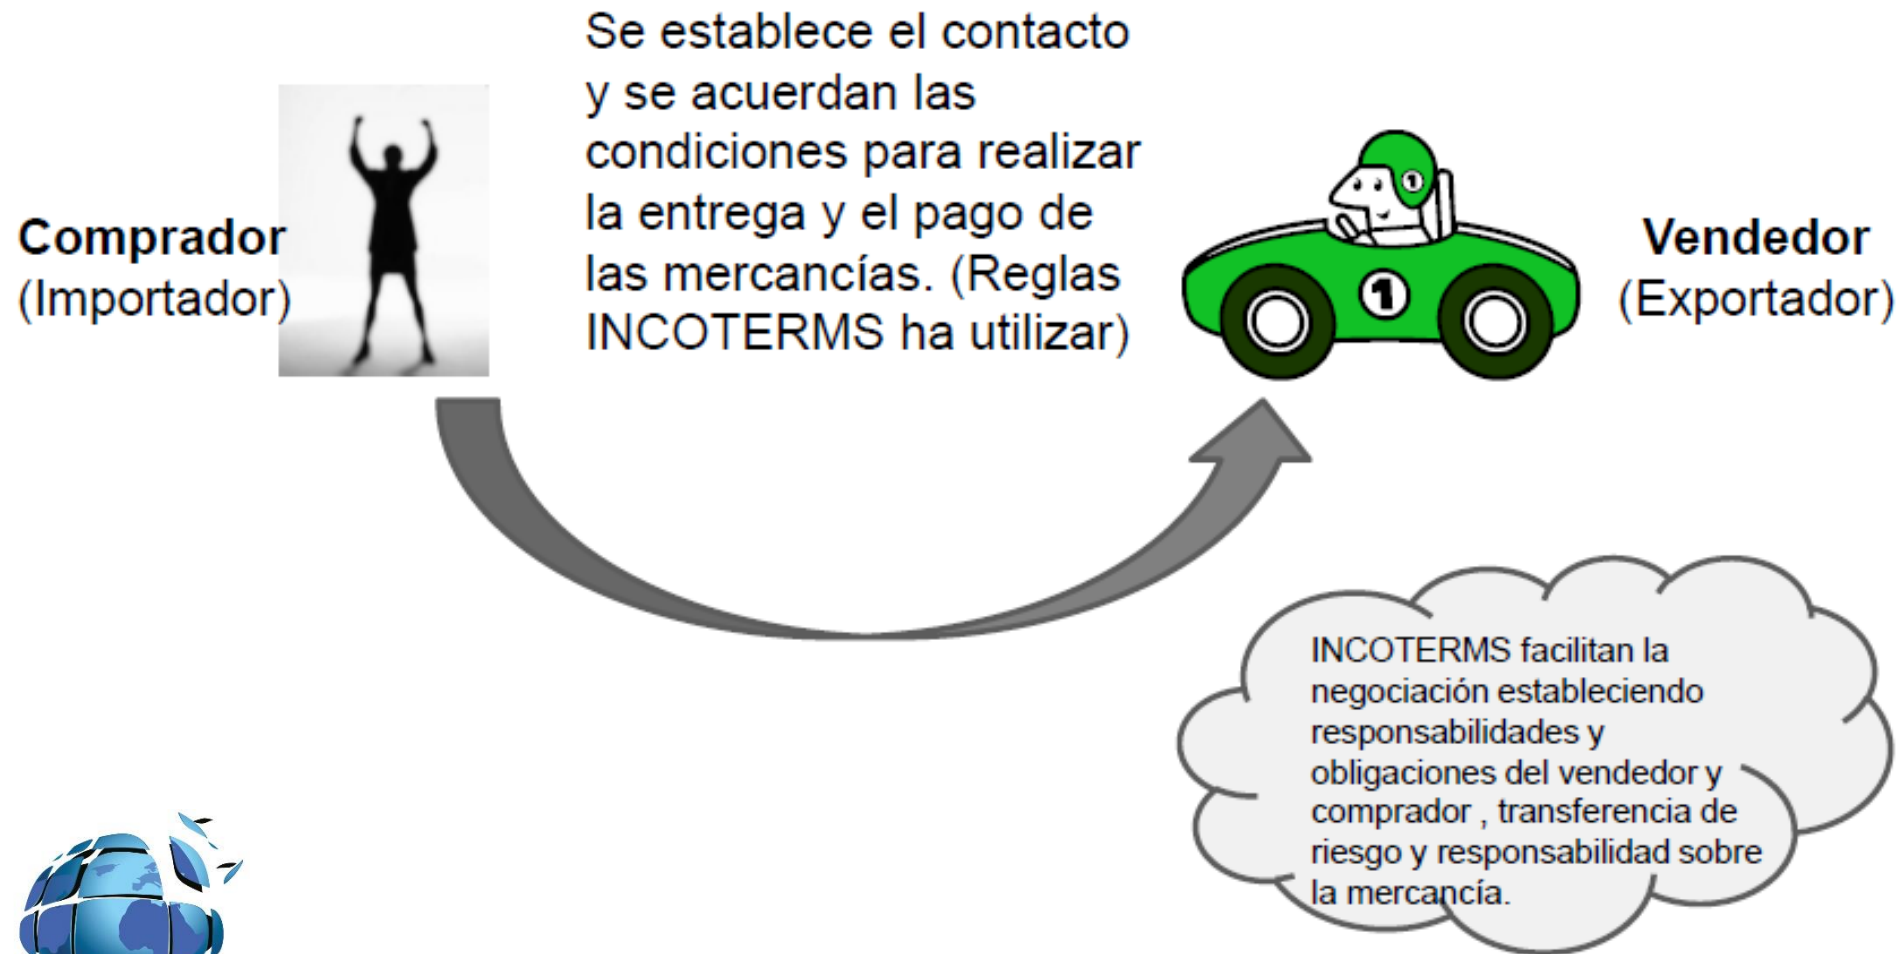 Se establece el contacto
y se acuerdan las
condiciones para realizar
la entrega y el pago de
las mercancías. (Reglas
INCOTERMS ha utilizar)
Comprador
(Importador)
1
1
Vendedor
(Exportador)
INCOTERMS facilitan la
negociación estableciendo
responsabilidades y
obligaciones del vendedor y
comprador , transferencia de
riesgo y responsabilidad sobre
la mercancía.